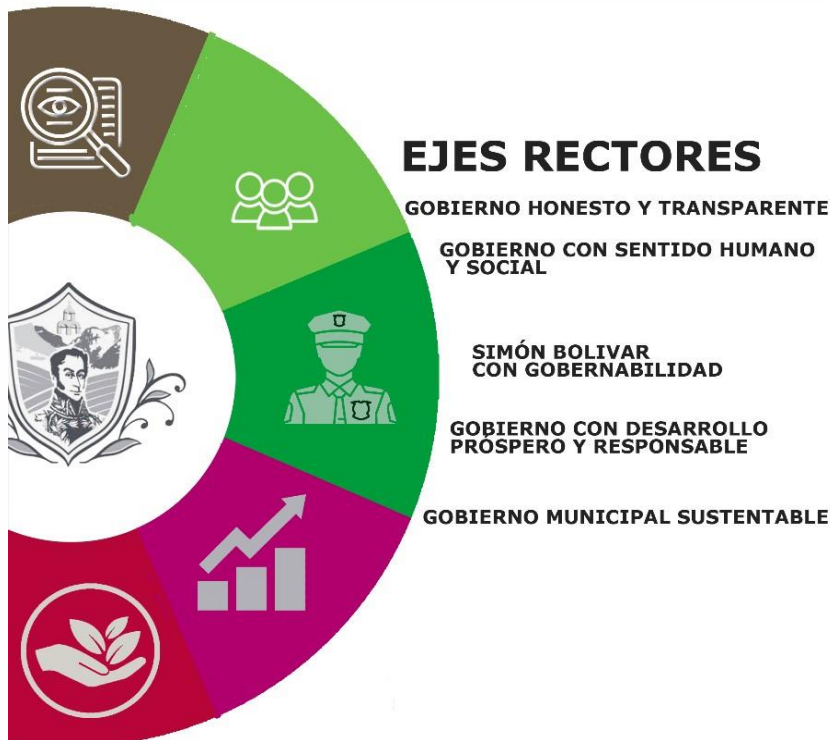 EJES RECTORES
GOBIERNO HONESTO Y TRANSPARENTE
GOBIERNO CON SENTIDO HUMANO
Y SOCIAL
SIMÓN BOLIVAR
CON GOBERNABILIDAD
GOBIERNO CON DESARROLLO
PRÓSPERO Y RESPONSABLE
GOBIERNO MUNICIPAL SUSTENTABLE